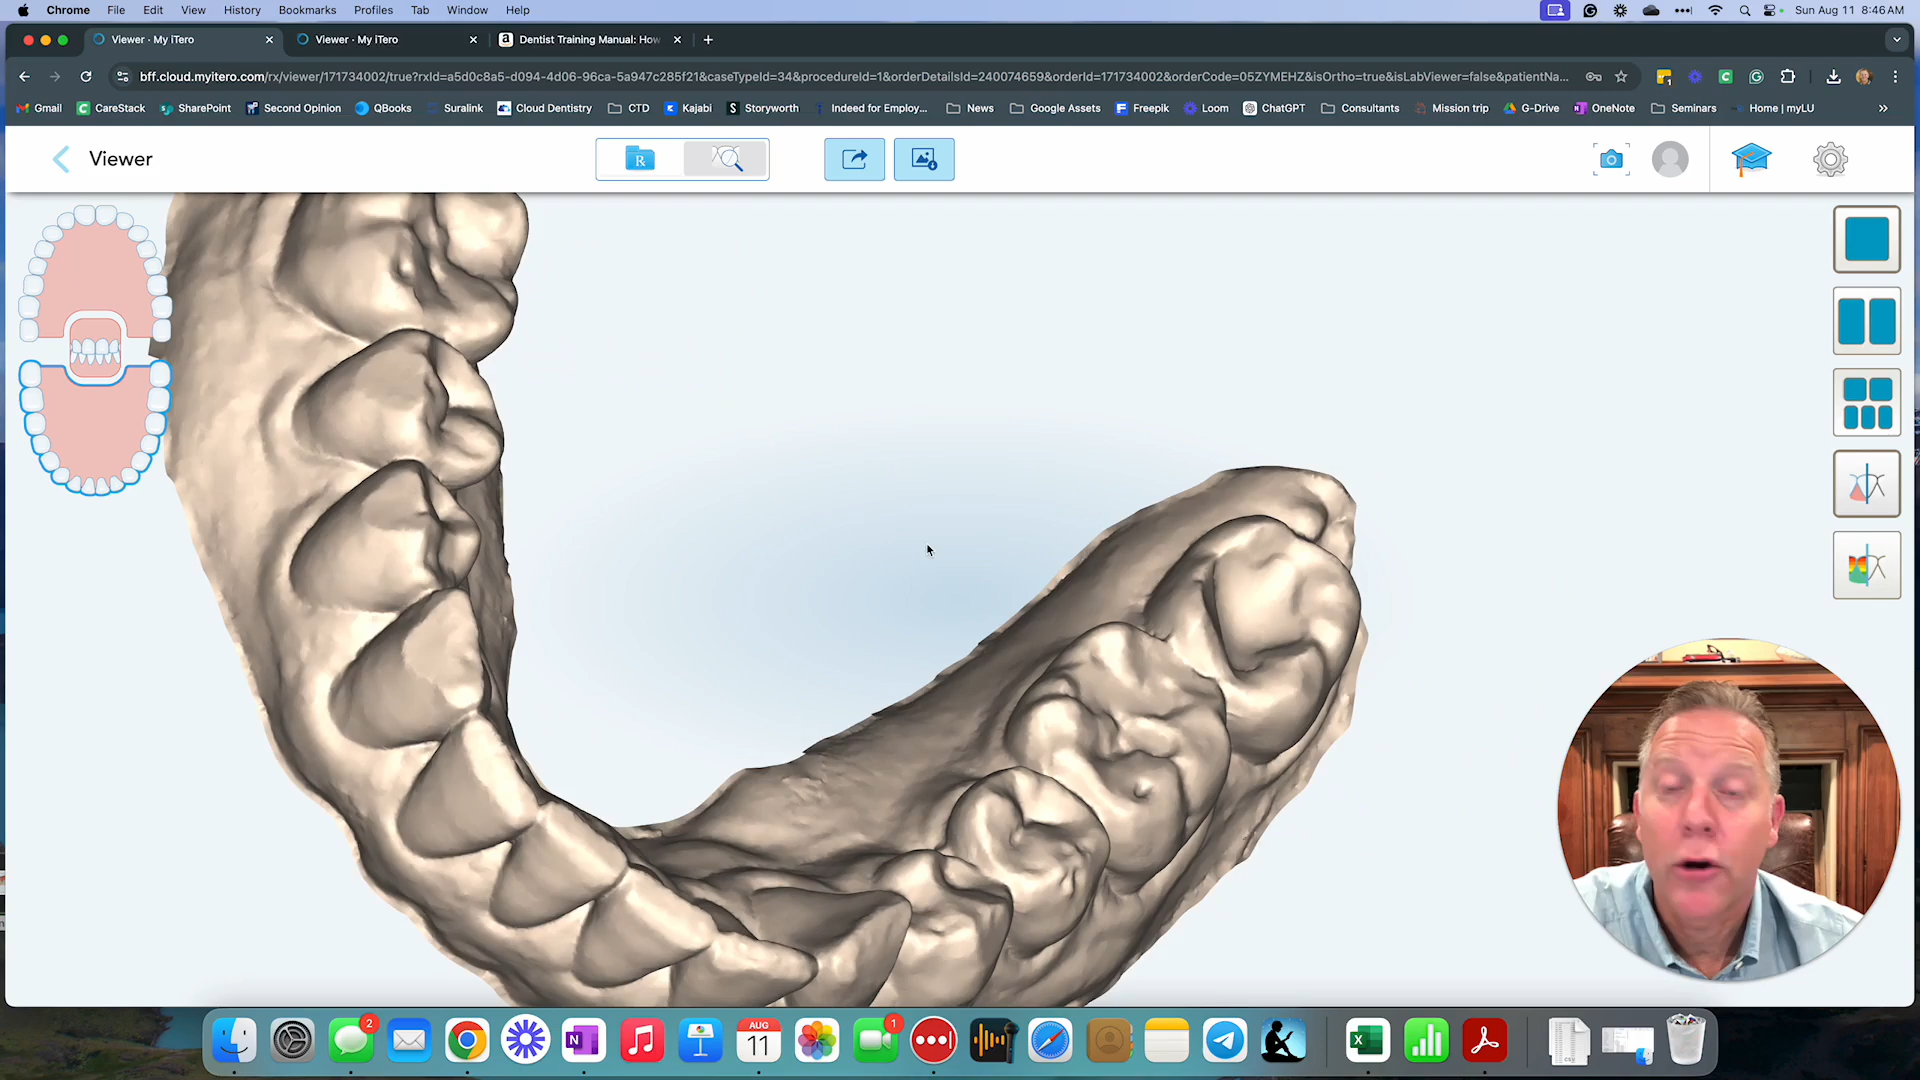 Chrome File Edit View History Bookmarks Profiles Tab Window Help Sun Aug 11 8:46 AM
Viewer · My iTero Viewer · My iTero Dentist Training Manual: How
bff.cloud.myitero.com/rx/viewer/171734002/true?rxId=a5d0c8a5-d094-4d06-96ca-5a947c285f21&caseTypeId=34&procedureId=1&orderDetailsId=240074659&orderId=171734002&orderCode=05ZYMEHZ&isOrtho=true&isLabViewer=false&patientNa...
Gmail CareStack SharePoint Second Opinion QBooks Suralink Cloud Dentistry CTD Kajabi Storyworth Indeed for Employ... News Google Assets Freepik Loom ChatGPT Consultants Mission trip G-Drive OneNote Seminars Home | myLU
Viewer
2
AUG
11
1